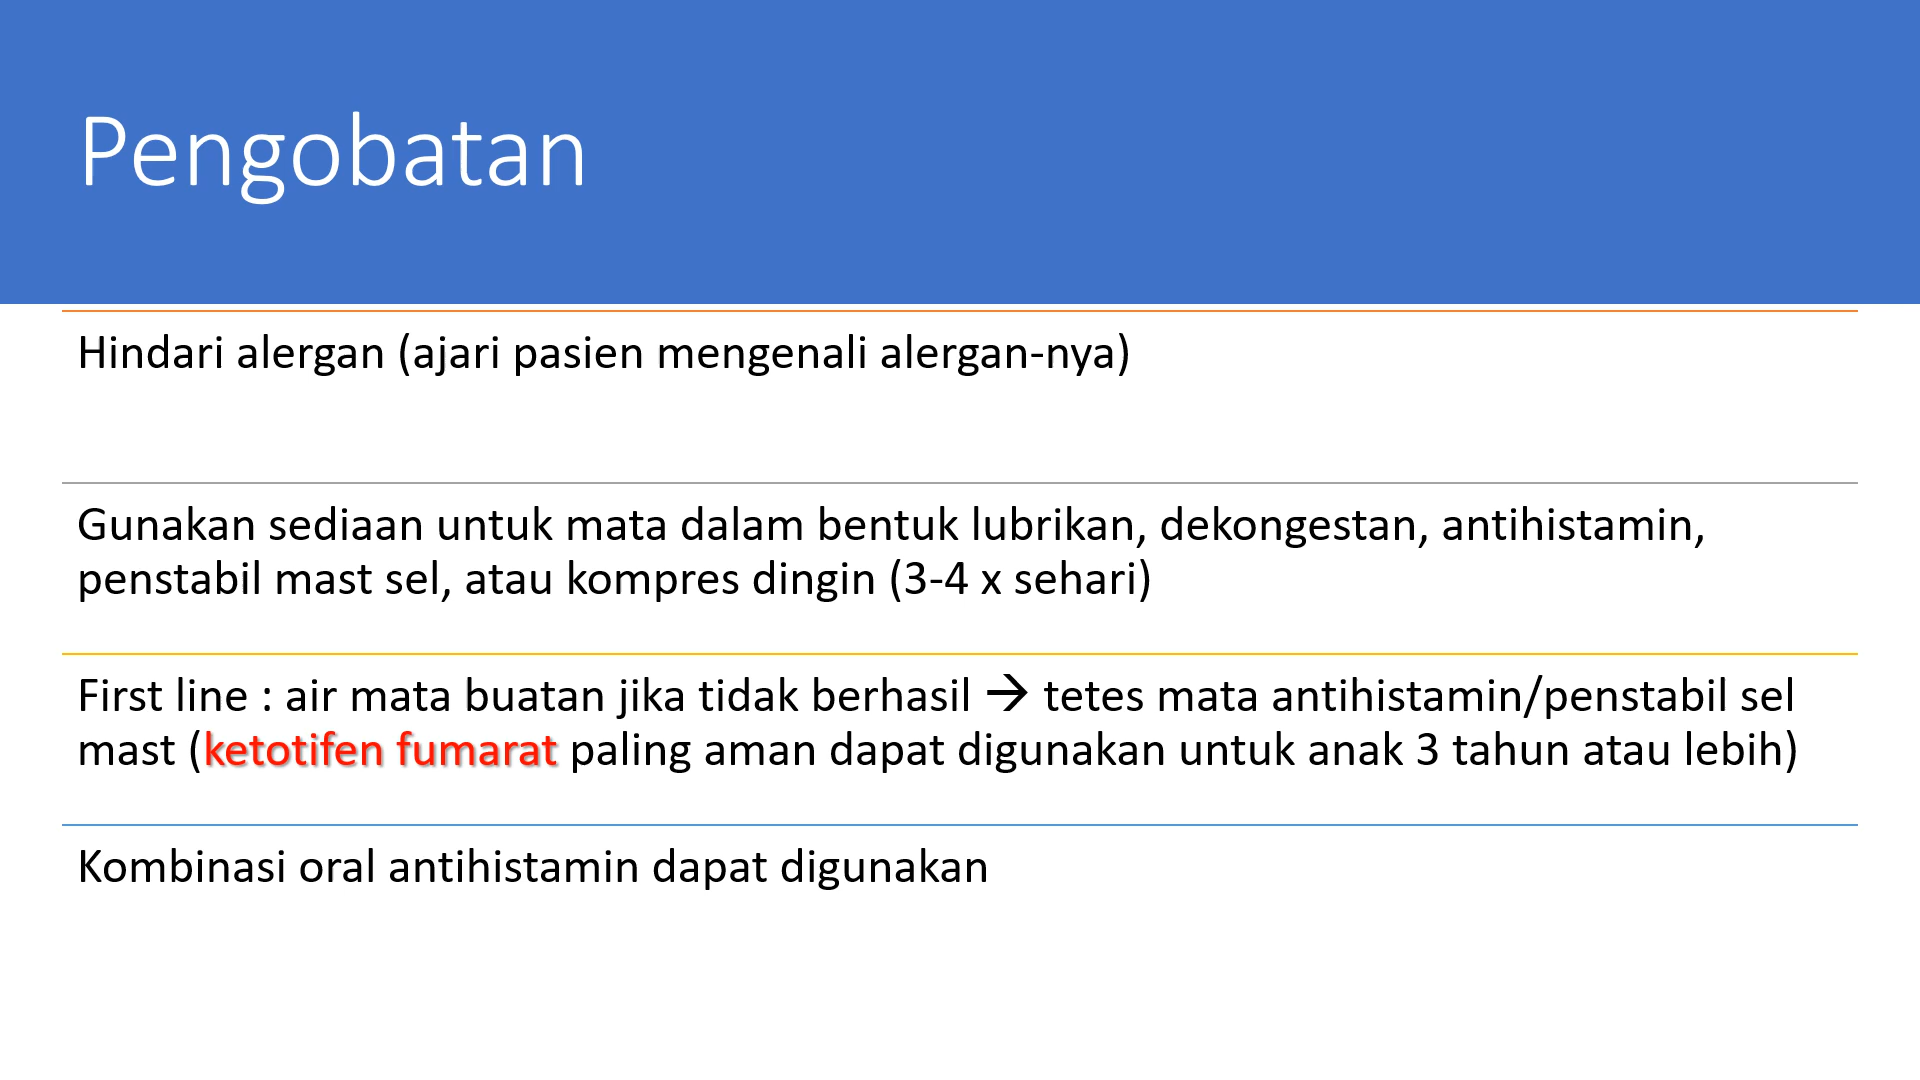 Pengobatan
Hindari alergan (ajari pasien mengenali alergan-nya)
Gunakan sediaan untuk mata dalam bentuk lubrikan, dekongestan, antihistamin,
penstabil mast sel, atau kompres dingin (3-4 x sehari)
First line : air mata buatan jika tidak berhasil → tetes mata antihistamin/penstabil sel
mast (ketotifen fumarat paling aman dapat digunakan untuk anak 3 tahun atau lebih)
Kombinasi oral antihistamin dapat digunakan